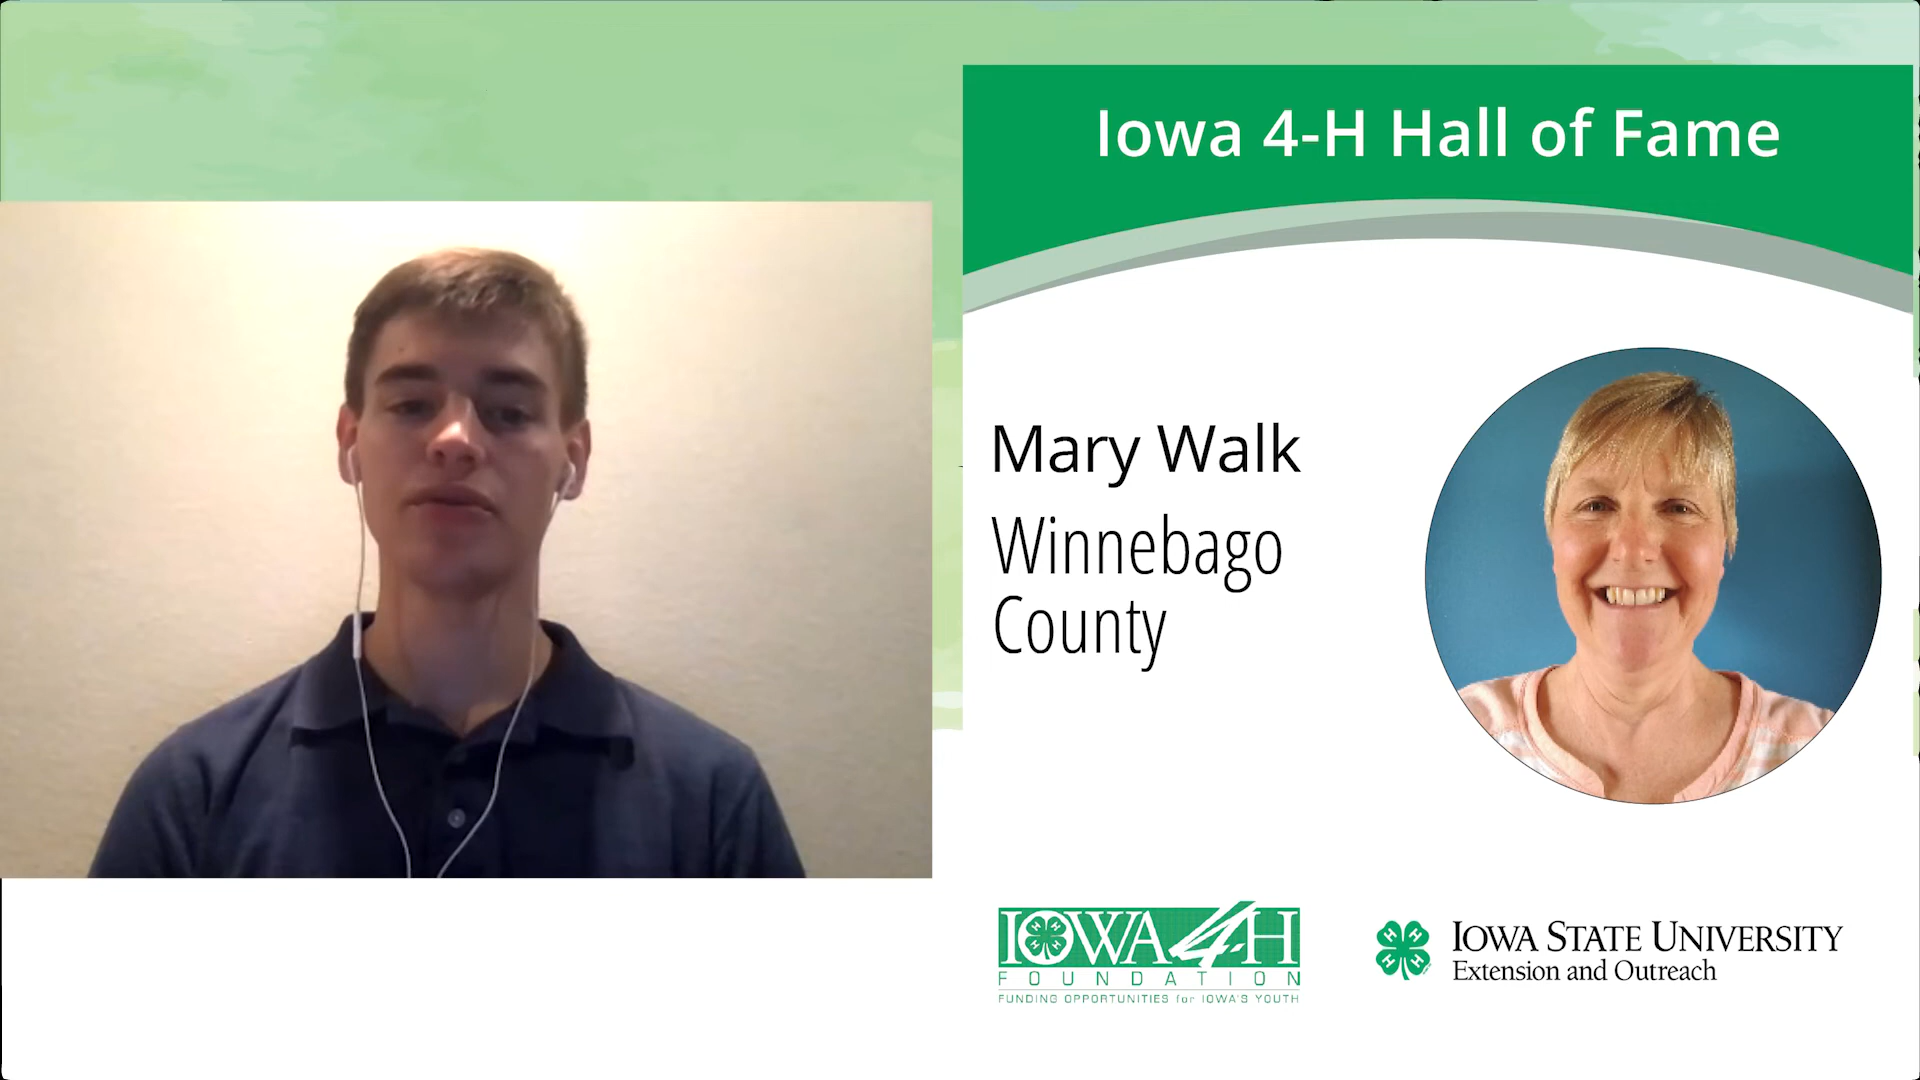 Iowa 4-H Hall of Fame
Mary Walk
Winnebago
County
IOWA 4-H
FOUNDATION
FUNDING OPPORTUNITIES for IOWA'S YOUTH
H H
H H
IOWA STATE UNIVERSITY
Extension and Outreach